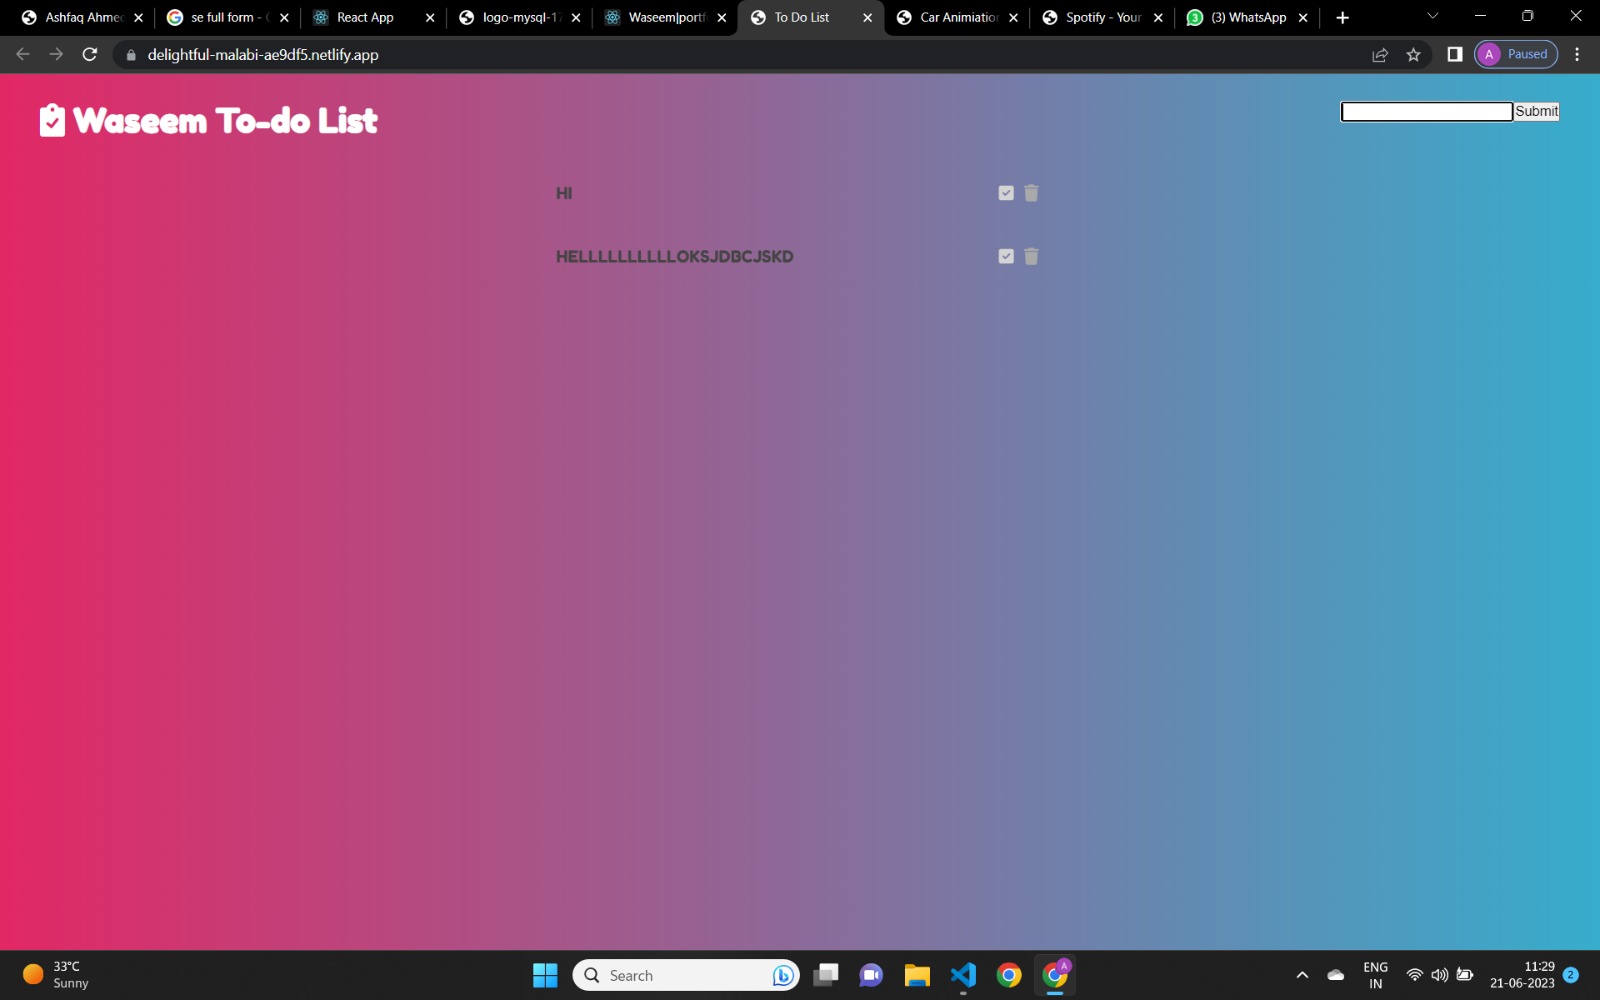 Ashfaq Ahmed
se full form -
React App
logo-mysql-17
Waseem|portf
To Do List
Car Animiation
Spotify - Your
(3) WhatsApp
delightful-malabi-ae9df5.netlify.app
A Paused
Waseem To-do List
Submit
HI
HELLLLLLLLLLOKSJDBCJSKD
33°C
Sunny
Search
A
ENG
IN
11:29
21-06-2023
2